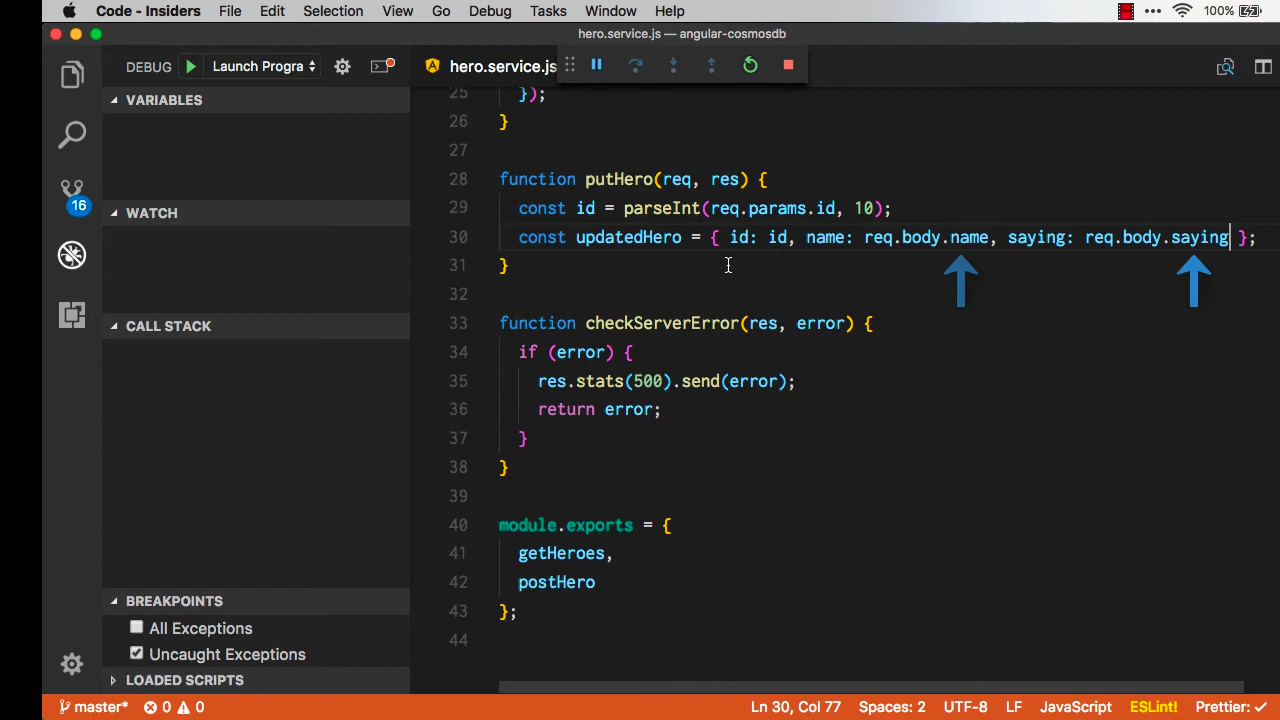 Code - Insiders File Edit Selection View Go Debug Tasks Window Help 100%
hero.service.js — angular-cosmosdb
DEBUG Launch Progra hero.service.js
VARIABLES
25 });
26 }
27
28 function putHero(req, res) {
29 const id = parseInt(req.params.id, 10);
30 const updatedHero = { id: id, name: req.body.name, saying: req.body.saying };
31 }
32
33 function checkServerError(res, error) {
34 if (error) {
35 res.stats(500).send(error);
36 return error;
37 }
38 }
39
40 module.exports = {
41 getHeroes,
42 postHero
43 };
44
16
WATCH
CALL STACK
BREAKPOINTS
All Exceptions
Uncaught Exceptions
LOADED SCRIPTS
master* 0 0 Ln 30, Col 77 Spaces: 2 UTF-8 LF JavaScript ESLint! Prettier: ✓